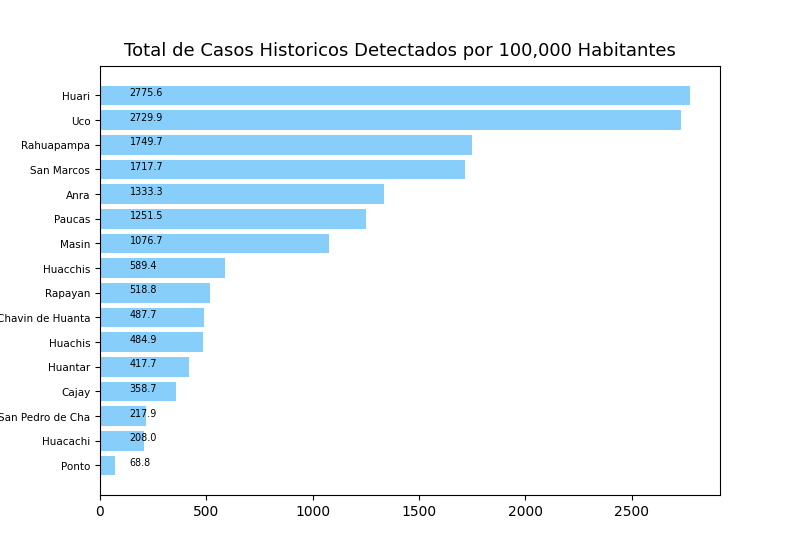 Total de Casos Historicos Detectados por 100,000 Habitantes
Huari 2775.6
Uco 2729.9
Rahuapampa 1749.7
San Marcos 1717.7
Anra 1333.3
Paucas 1251.5
Masin 1076.7
Huacchis 589.4
Rapayan 518.8
Chavin de Huanta 487.7
Huachis 484.9
Huantar 417.7
Cajay 358.7
San Pedro de Cha 217.9
Huacachi 208.0
Ponto 68.8
0 500 1000 1500 2000 2500